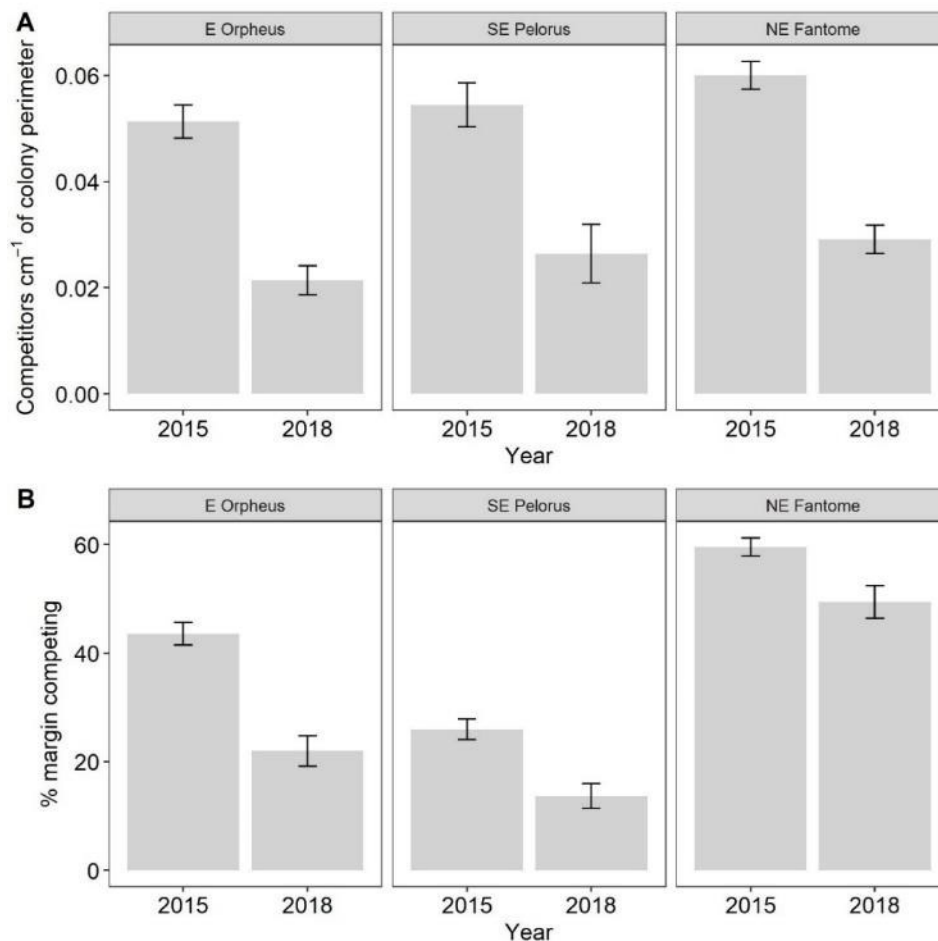 A
E Orpheus
SE Pelorus
NE Fantome
Competitors cm⁻¹ of colony perimeter
0.06
0.04
0.02
0.00
2015 2018
2015 2018
2015 2018
Year
B
E Orpheus
SE Pelorus
NE Fantome
% margin competing
60
40
20
0
2015 2018
2015 2018
2015 2018
Year